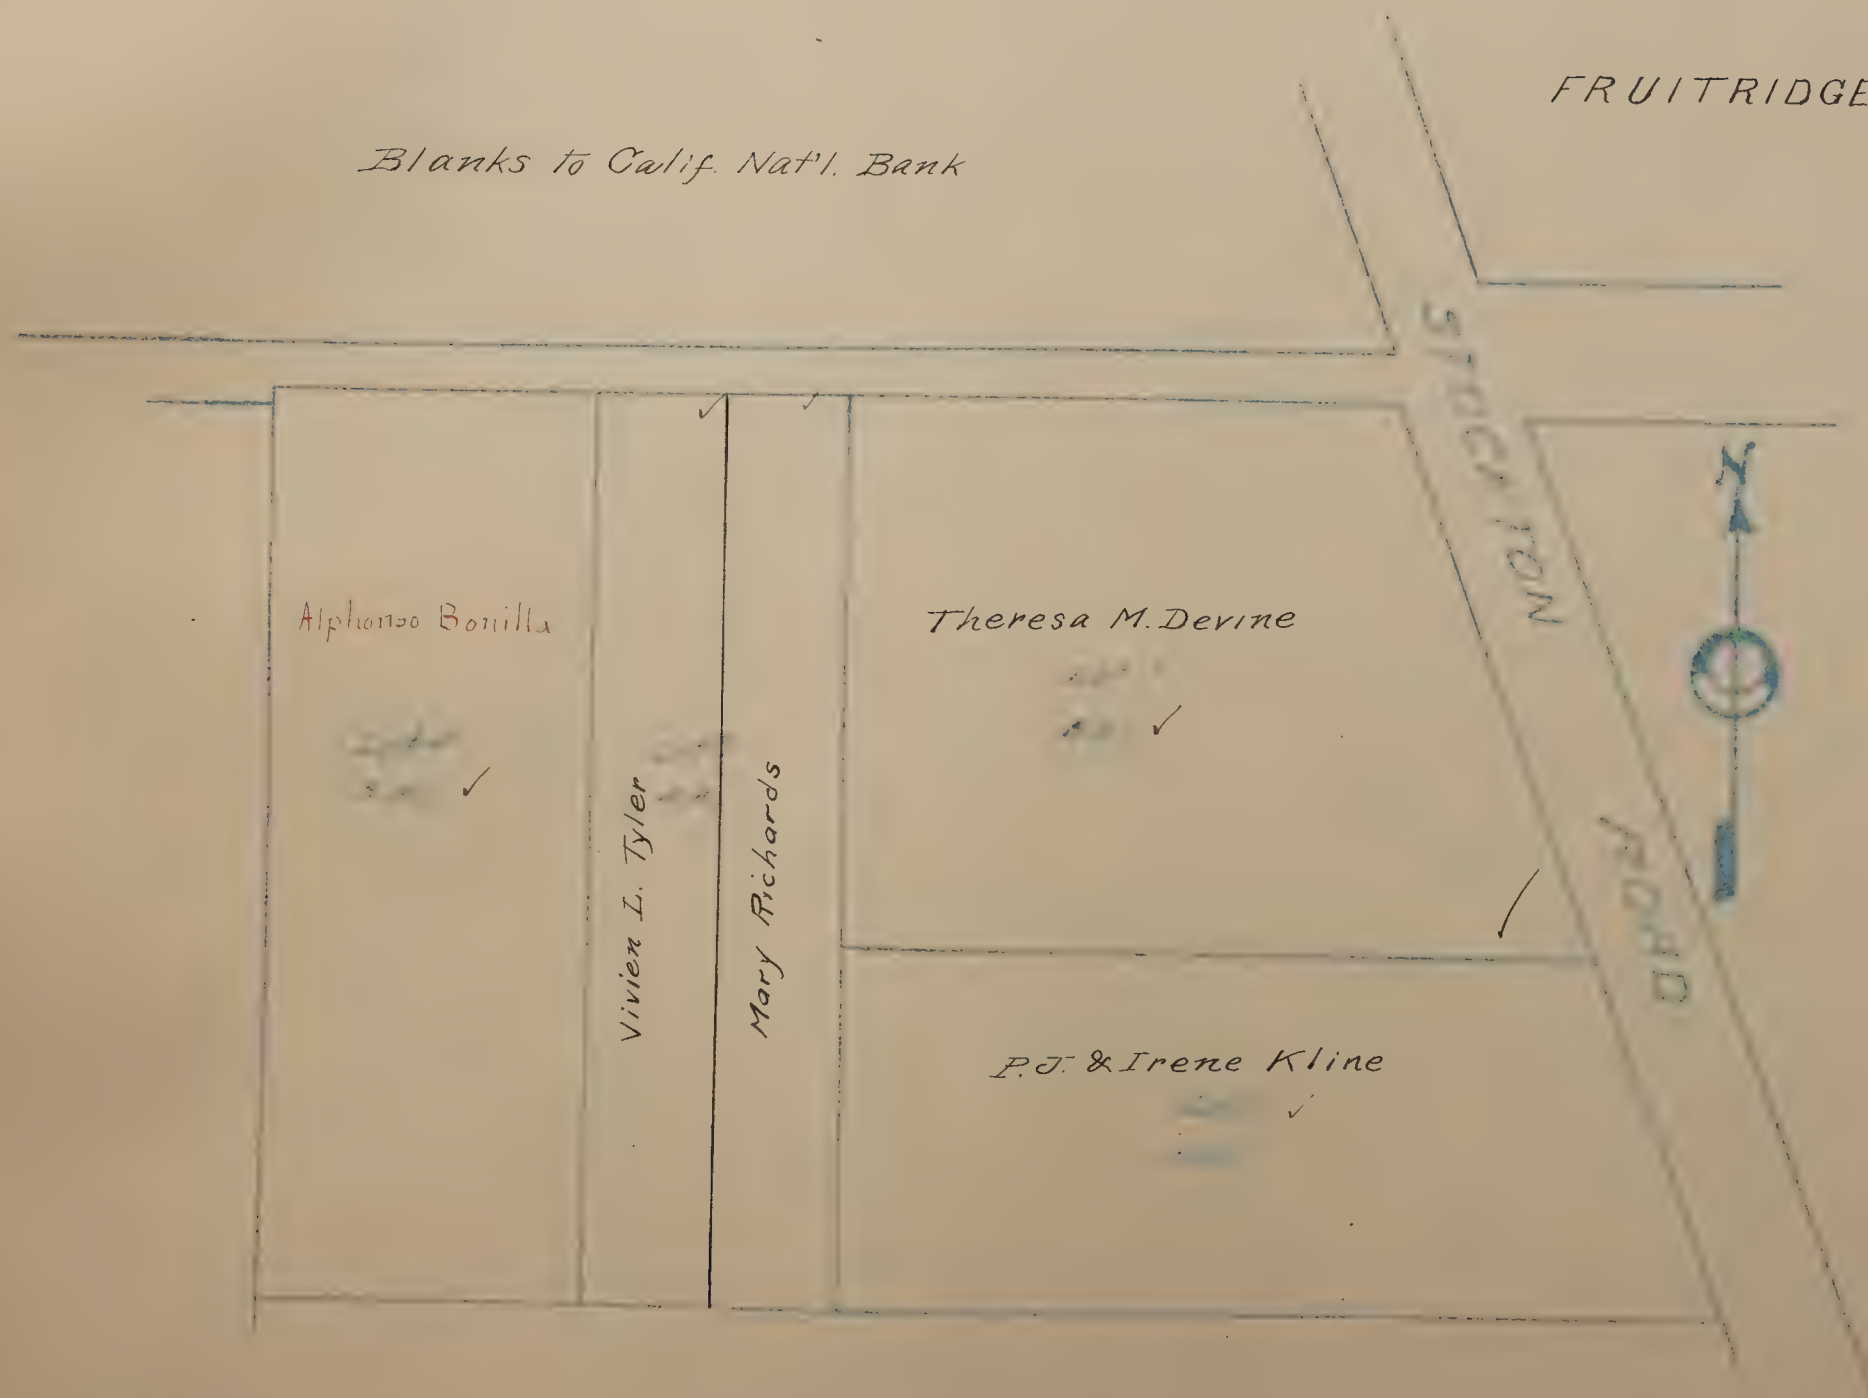 FRUITRIDGE
Blanks to Calif. Nat'l. Bank
STOCKTON ROAD
N
Alphonso Bonilla
Theresa M. Devine
Vivien L. Tyler
Mary Richards
P.J. & Irene Kline